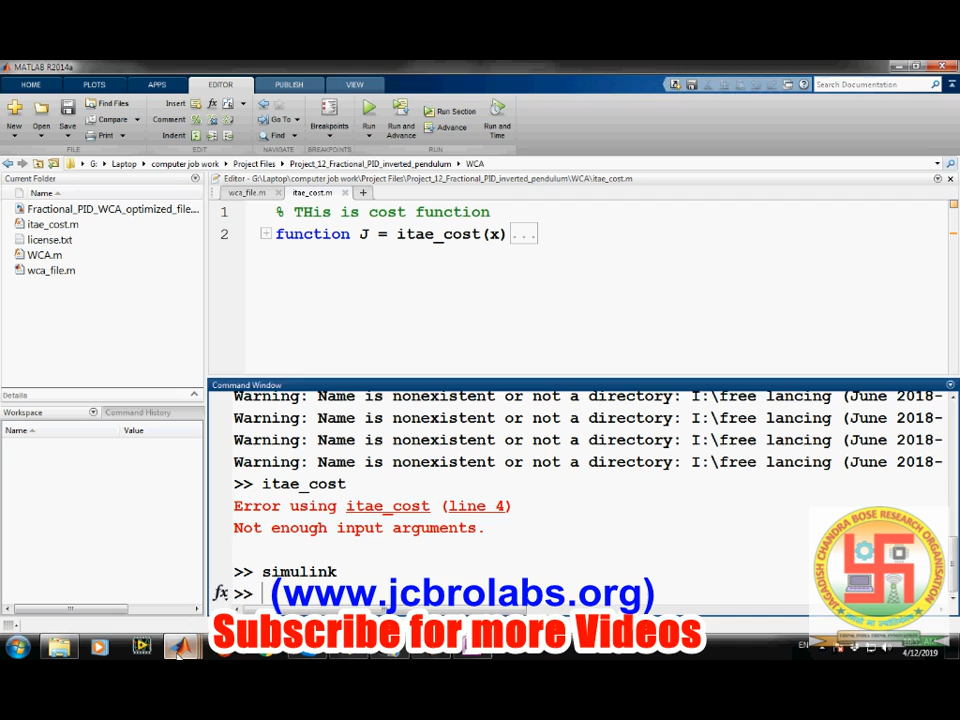 MATLAB R2014a
HOME
PLOTS
APPS
EDITOR
PUBLISH
VIEW
Search Documentation
New
Open
Save
Find Files
Compare
Print
Insert
Comment
Indent
Go To
Find
Breakpoints
Run
Run and
Advance
Run Section
Advance
Run and
Time
FILE
EDIT
NAVIGATE
BREAKPOINTS
RUN
G: Laptop computer job work Project Files Project_12_Fractional_PID_inverted_pendulum WCA
Current Folder
Name
Fractional_PID_WCA_optimized_file...
itae_cost.m
license.txt
WCA.m
wca_file.m
Details
Workspace
Command History
Name
Value
Editor - G:\Laptop\computer job work\Project Files\Project_12_Fractional_PID_inverted_pendulum\WCA\itae_cost.m
wca_file.m
itae_cost.m
1 % THis is cost function
2 function J = itae_cost(x) ...
Command Window
Warning: Name is nonexistent or not a directory: I:\free lancing (June 2018-
Warning: Name is nonexistent or not a directory: I:\free lancing (June 2018-
Warning: Name is nonexistent or not a directory: I:\free lancing (June 2018-
Warning: Name is nonexistent or not a directory: I:\free lancing (June 2018-
>> itae_cost
Error using itae_cost (line 4)
Not enough input arguments.
>> simulink
fx >>
(www.jcbrolabs.org)
Subscribe for more Videos
JAGADISH CHANDRA BOSE RESEARCH ORGANISATION
EN
4/12/2019